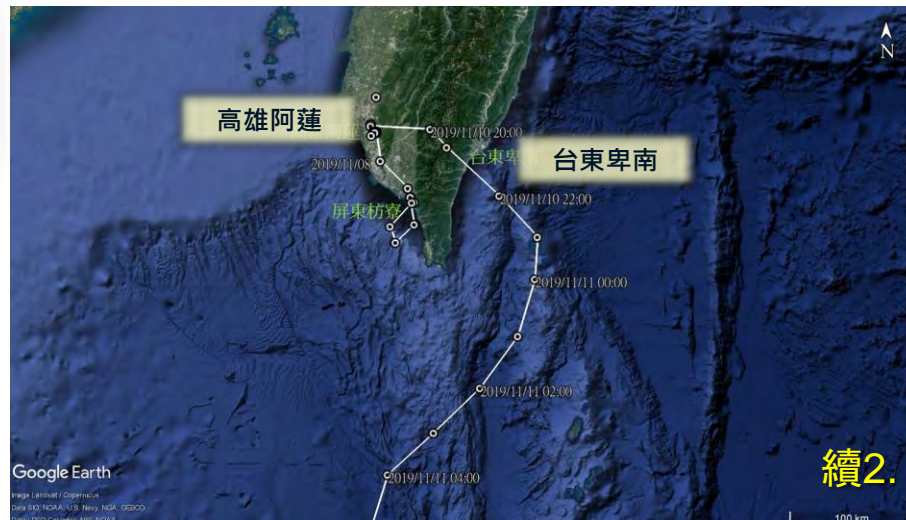 N
高雄阿蓮
2019/11/10 20:00
台東卑南
台東卑南
2019/11/08
2019/11/10 22:00
屏東枋寮
2019/11/11 00:00
2019/11/11 02:00
續2.
2019/11/11 04:00
Google Earth
Image Landsat / Copernicus
Data SIO, NOAA, U.S. Navy, NGA, GEBCO
100 km